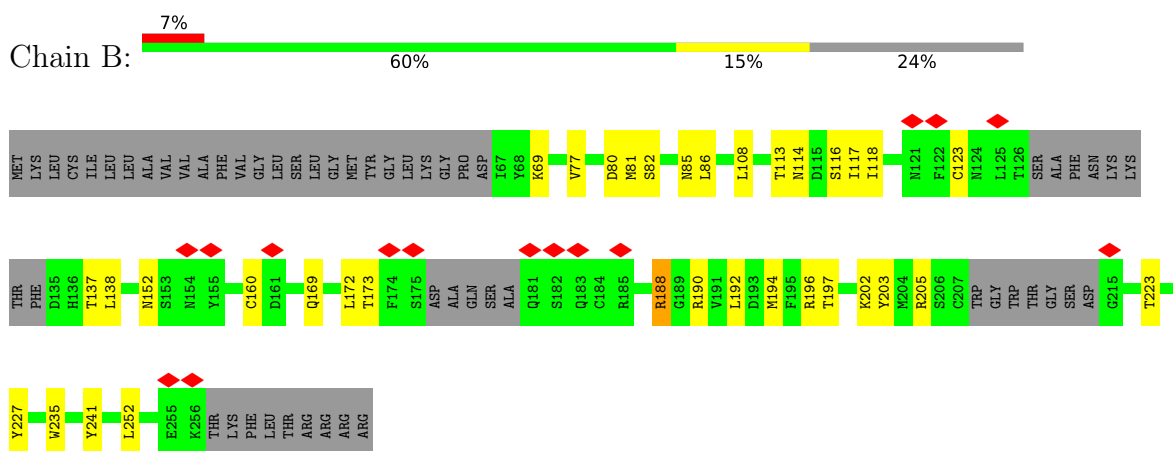 7%
Chain B:
60% 15% 24%
MET LYS LEU CYS ILE LEU LEU ALA VAL VAL ALA PHE VAL GLY LEU SER LEU GLY MET TYR GLY LEU LYS GLY PRO ASP I67 Y68 K69 V77 D80 M81 S82 N85 L86 L108 T113 N114 D115 S116 I117 I118 N121 F122 C123 N124 L125 T126 SER ALA PHE ASN LYS LYS
THR PHE D135 H136 T137 L138 N152 S153 N154 Y155 C160 D161 Q169 L172 T173 F174 S175 ASP ALA GLN SER ALA Q181 S182 Q183 C184 R185 R188 G189 R190 V191 L192 D193 M194 F195 R196 T197 K202 Y203 M204 R205 S206 C207 TRP GLY TRP THR GLY SER ASP G215 T223
Y227 W235 Y241 L252 E255 K256 THR LYS PHE LEU THR ARG ARG ARG ARG